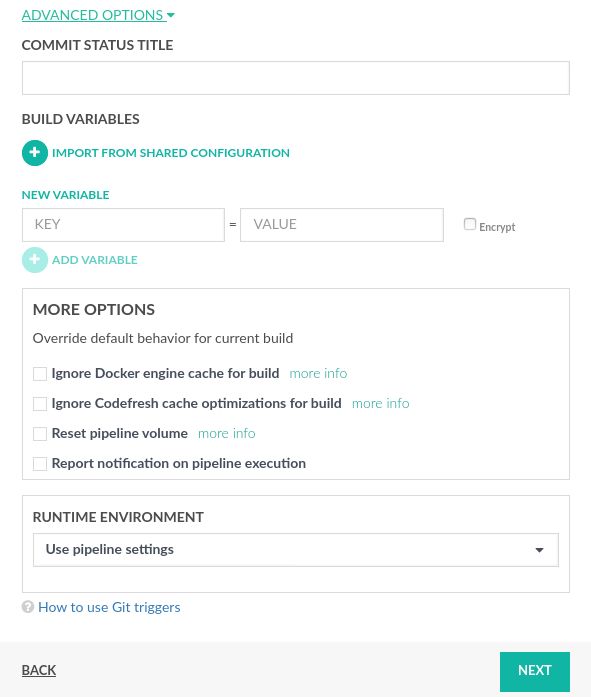 ADVANCED OPTIONS
COMMIT STATUS TITLE
BUILD VARIABLES
IMPORT FROM SHARED CONFIGURATION
NEW VARIABLE
KEY = VALUE Encrypt
ADD VARIABLE
MORE OPTIONS
Override default behavior for current build
Ignore Docker engine cache for build more info
Ignore Codefresh cache optimizations for build more info
Reset pipeline volume more info
Report notification on pipeline execution
RUNTIME ENVIRONMENT
Use pipeline settings
? How to use Git triggers
BACK NEXT